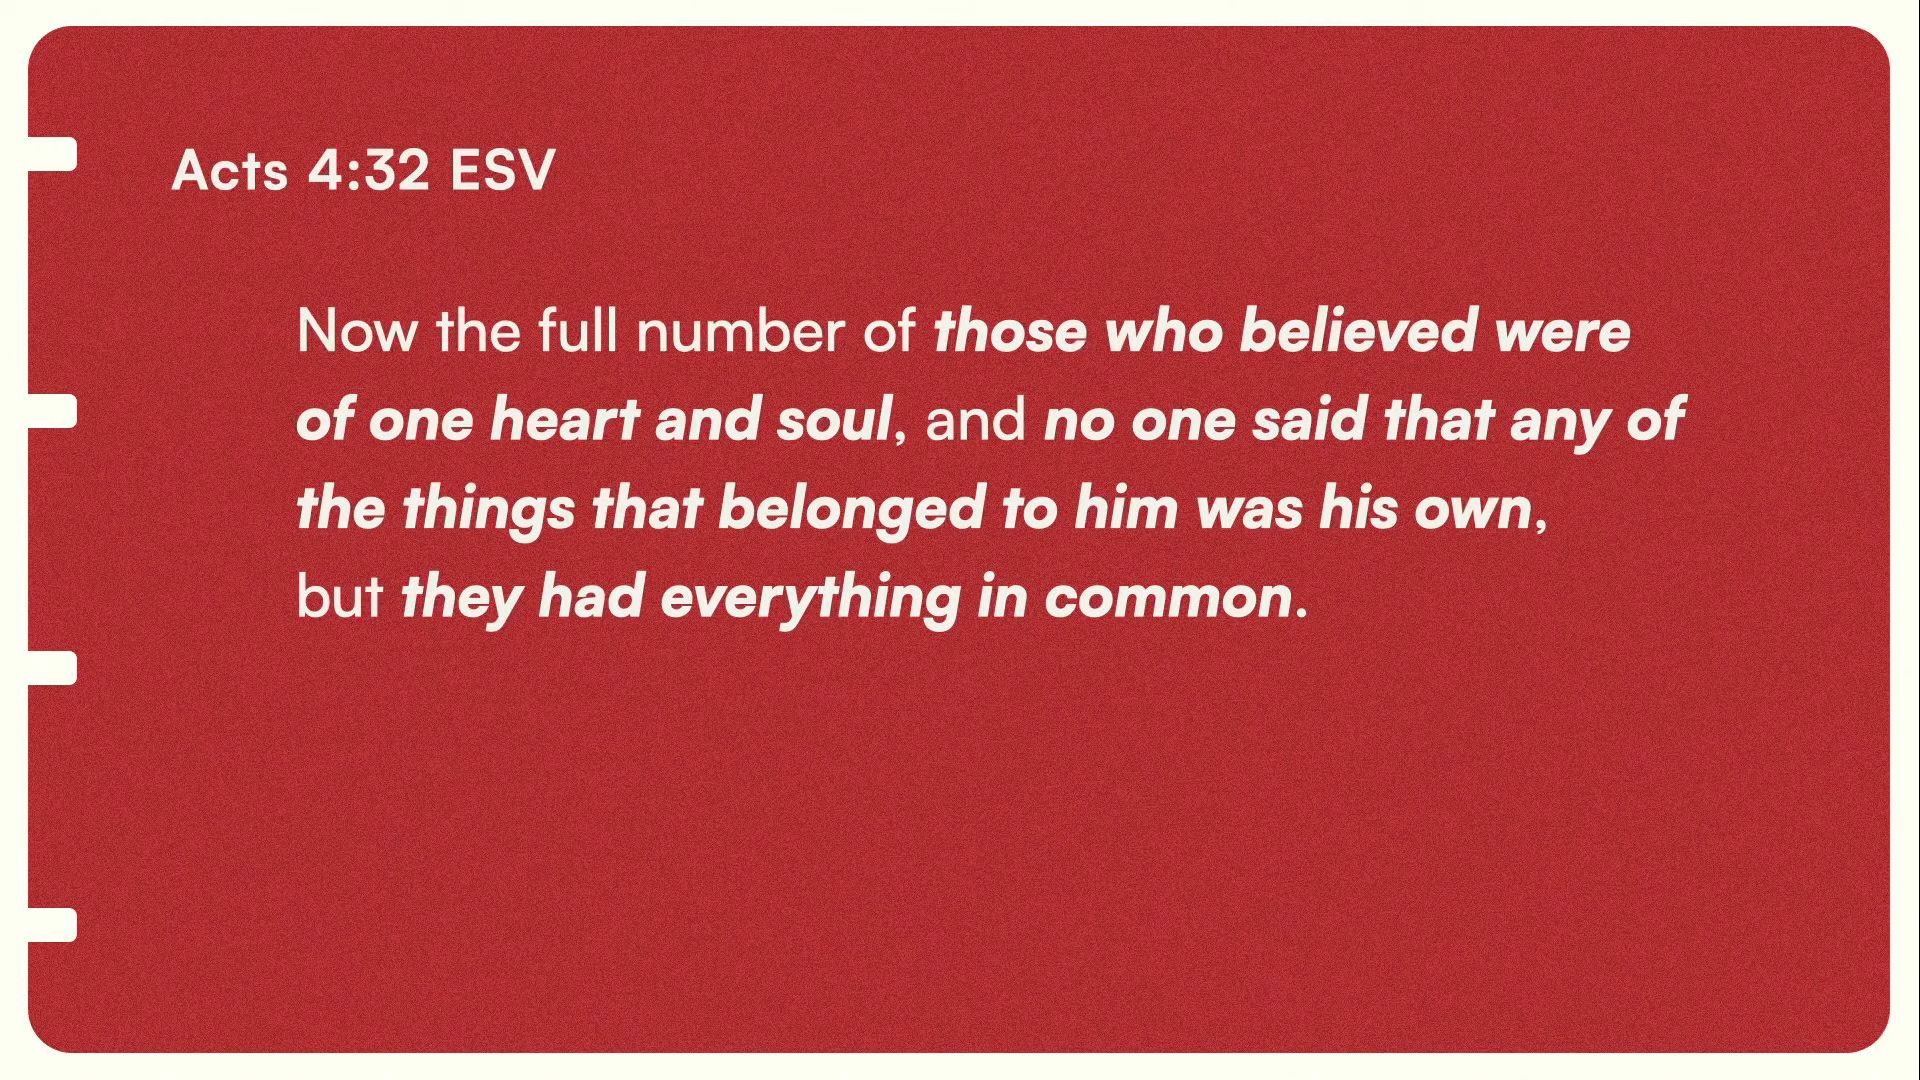 Acts 4:32 ESV
Now the full number of those who believed were
of one heart and soul, and no one said that any of
the things that belonged to him was his own,
but they had everything in common.